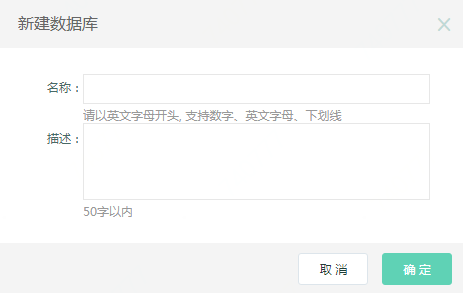 新建数据库
名称：
请以英文字母开头, 支持数字、英文字母、下划线
描述：
50字以内
取 消
确 定